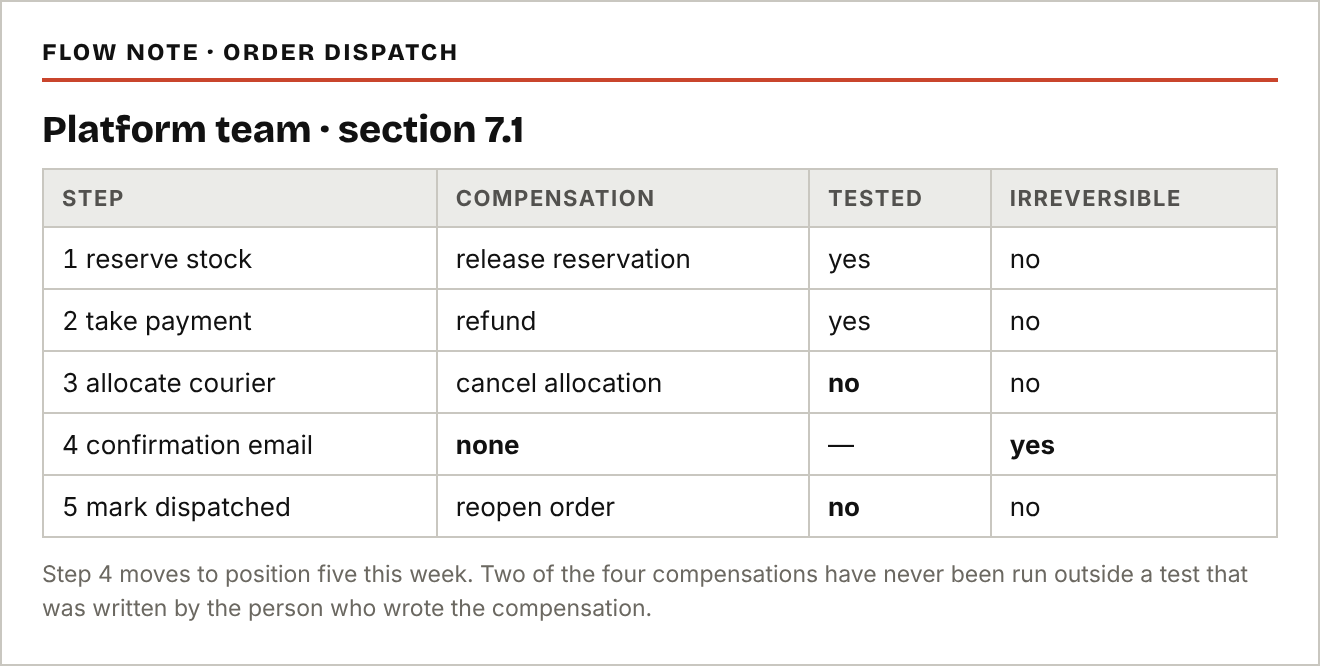 FLOW NOTE · ORDER DISPATCH
Platform team · section 7.1
STEP COMPENSATION TESTED IRREVERSIBLE
1 reserve stock release reservation yes no
2 take payment refund yes no
3 allocate courier cancel allocation no no
4 confirmation email none — yes
5 mark dispatched reopen order no no
Step 4 moves to position five this week. Two of the four compensations have never been run outside a test that
was written by the person who wrote the compensation.